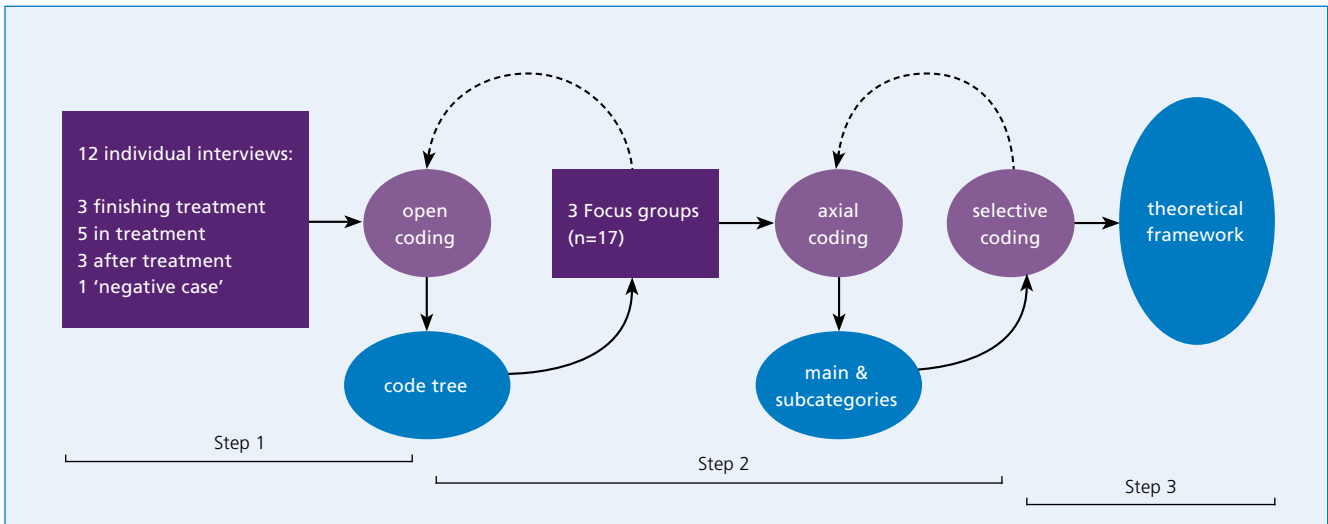 12 individual interviews:
3 finishing treatment
5 in treatment
3 after treatment
1 ‘negative case’
open
coding
code tree
3 Focus groups
(n=17)
axial
coding
main &
subcategories
selective
coding
theoretical
framework
Step 1
Step 2
Step 3